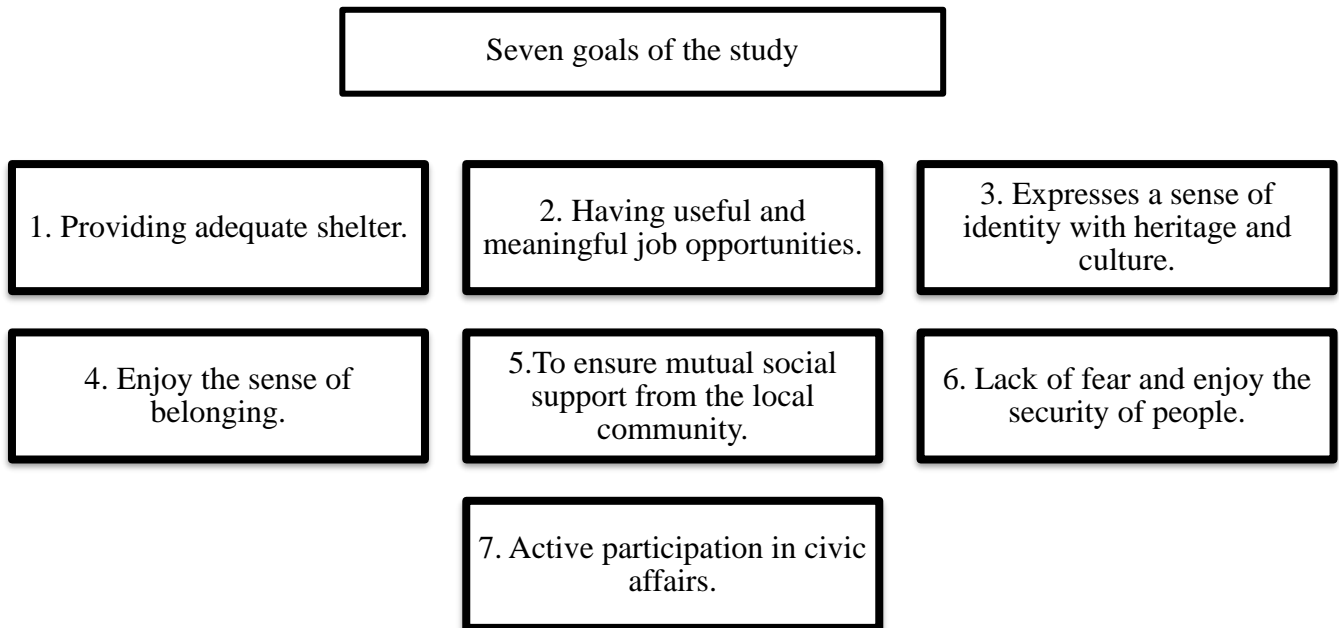 Seven goals of the study
1. Providing adequate shelter.
2. Having useful and
meaningful job opportunities.
3. Expresses a sense of
identity with heritage and
culture.
4. Enjoy the sense of
belonging.
5.To ensure mutual social
support from the local
community.
6. Lack of fear and enjoy the
security of people.
7. Active participation in civic
affairs.